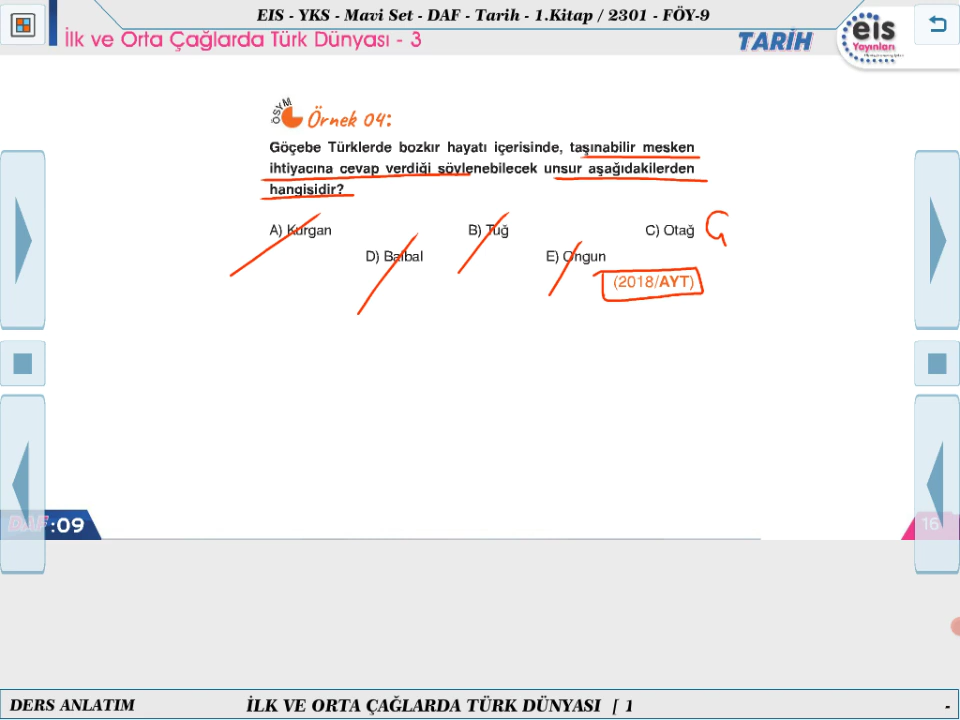 EIS - YKS - Mavi Set - DAF - Tarih - 1.Kitap / 2301 - FÖY-9
İlk ve Orta Çağlarda Türk Dünyası - 3
TARİH
eis
Yayınları
ÖSYM
Örnek 04:
Göçebe Türklerde bozkır hayatı içerisinde, taşınabilir mesken
ihtiyacına cevap verdiği söylenebilecek unsur aşağıdakilerden
hangisidir?
A) Kurgan B) Tuğ C) Otağ
D) Balbal E) Ongun
(2018/AYT)
DAF:09
16
DERS ANLATIM İLK VE ORTA ÇAĞLARDA TÜRK DÜNYASI [ 1 -